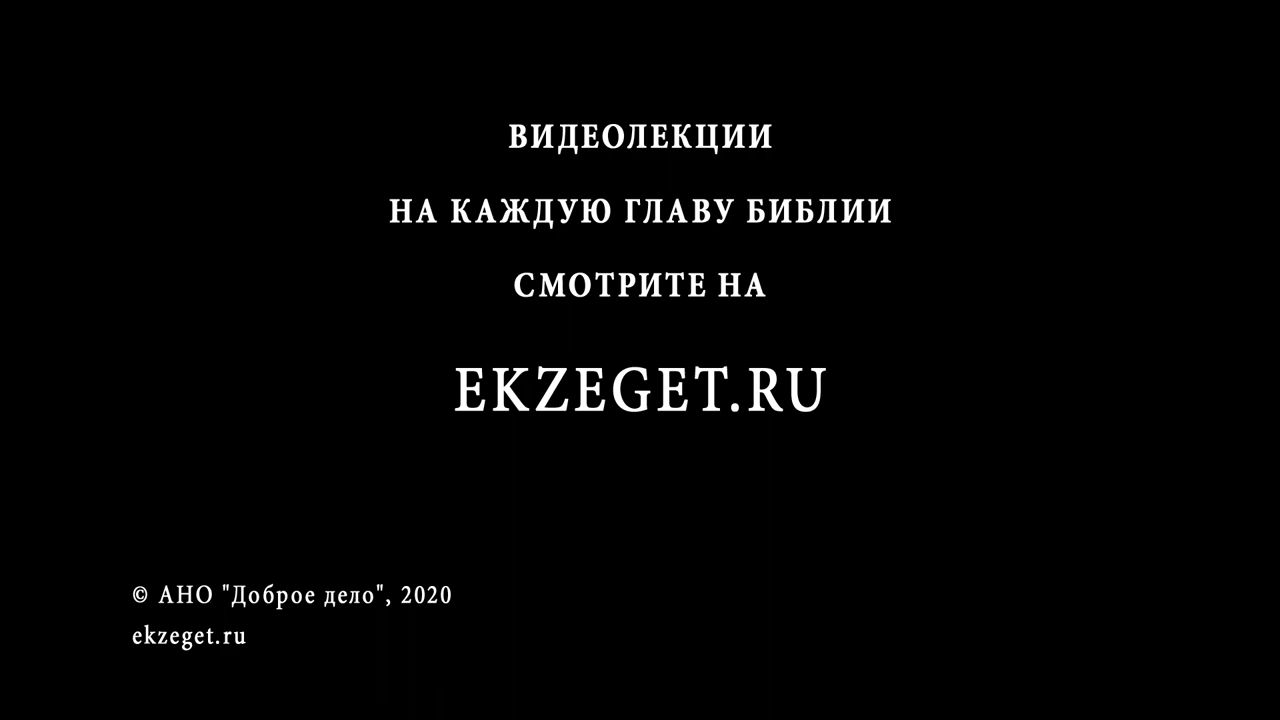 ВИДЕОЛЕКЦИИ
НА КАЖДУЮ ГЛАВУ БИБЛИИ
СМОТРИТЕ НА
EKZEGET.RU
© АНО "Доброе дело", 2020
ekzeget.ru